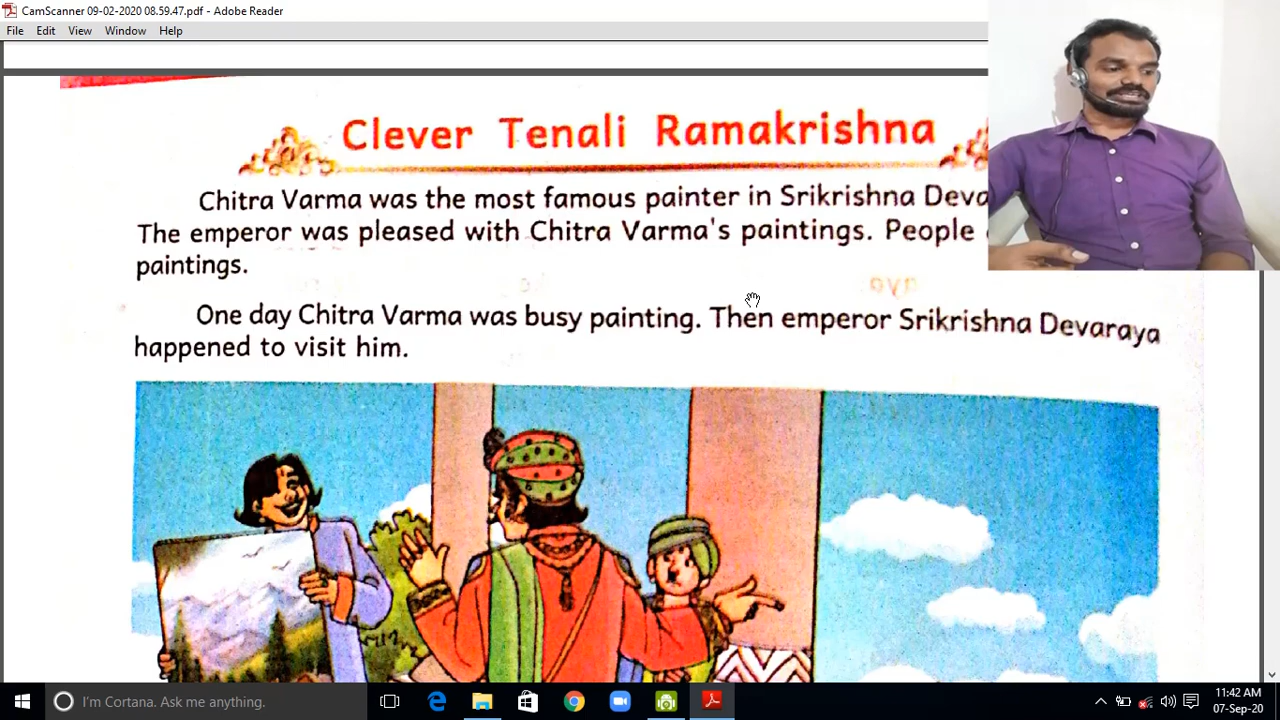 CamScanner 09-02-2020 08.59.47.pdf - Adobe Reader
File Edit View Window Help
Clever Tenali Ramakrishna
Chitra Varma was the most famous painter in Srikrishna Deva
The emperor was pleased with Chitra Varma's paintings. People
paintings.
One day Chitra Varma was busy painting. Then emperor Srikrishna Devaraya
happened to visit him.
I'm Cortana. Ask me anything.
11:42 AM
07-Sep-20